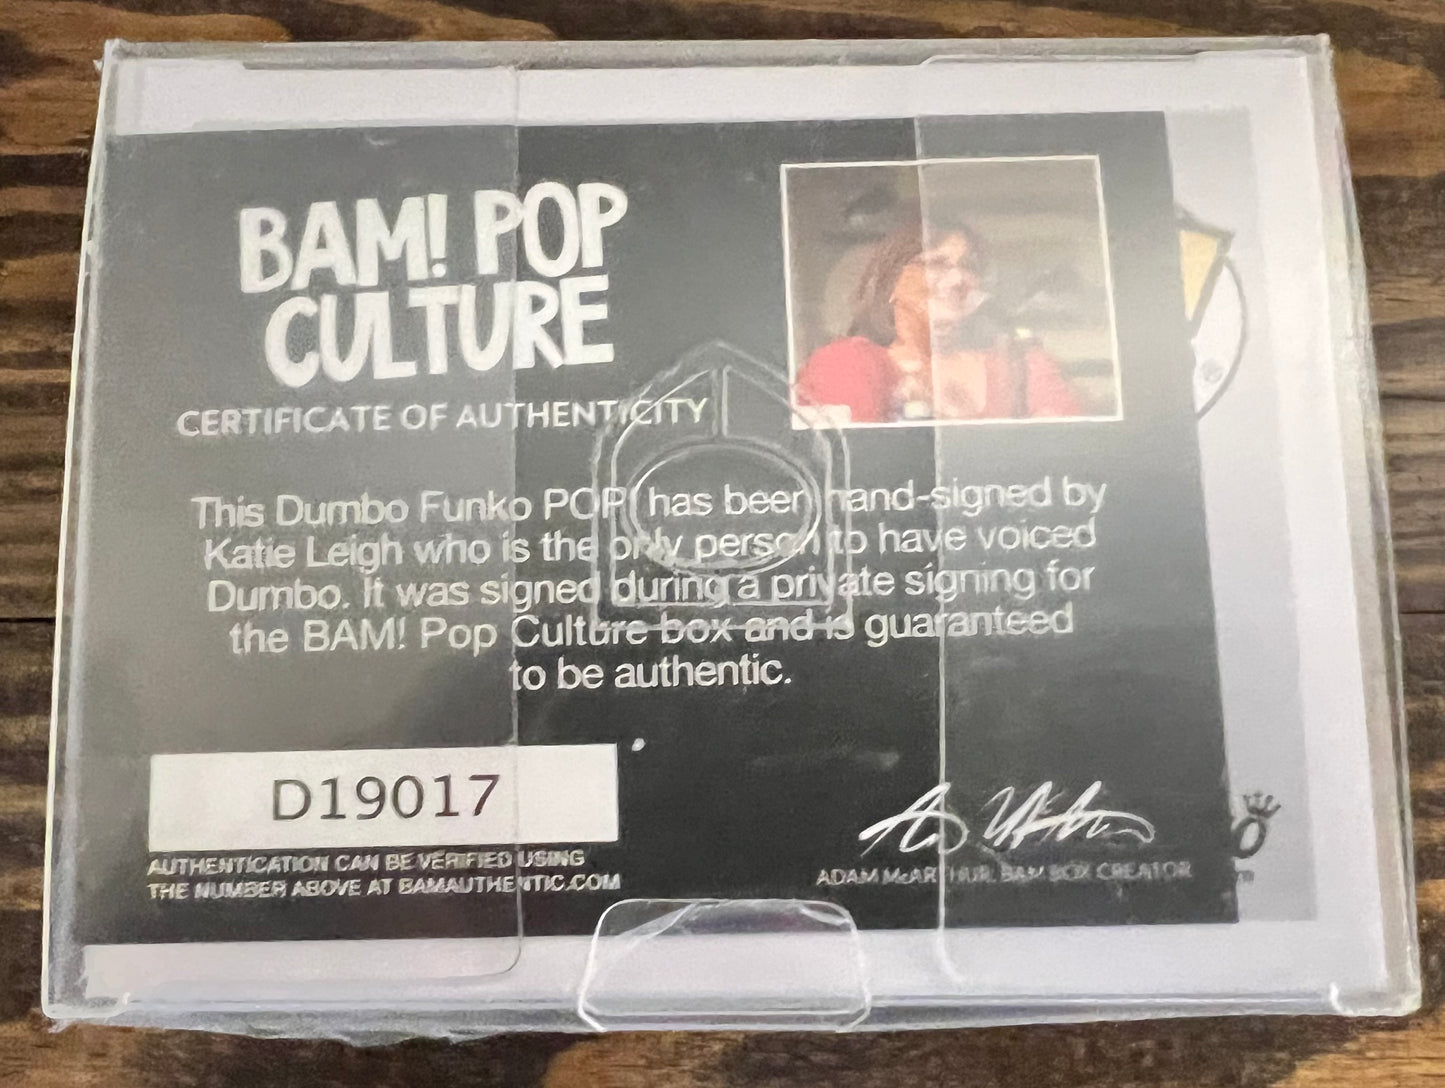 BAM! POP
CULTURE
CERTIFICATE OF AUTHENTICITY
This Dumbo Funko POP! has been hand-signed by
Katie Leigh who is the only person to have voiced
Dumbo. It was signed during a private signing for
the BAM! Pop Culture box and is guaranteed
to be authentic.
D19017
AUTHENTICATION CAN BE VERIFIED USING
THE NUMBER ABOVE AT BAMAUTHENTIC.COM
ADAM McARTHUR, BAM! BOX CREATOR